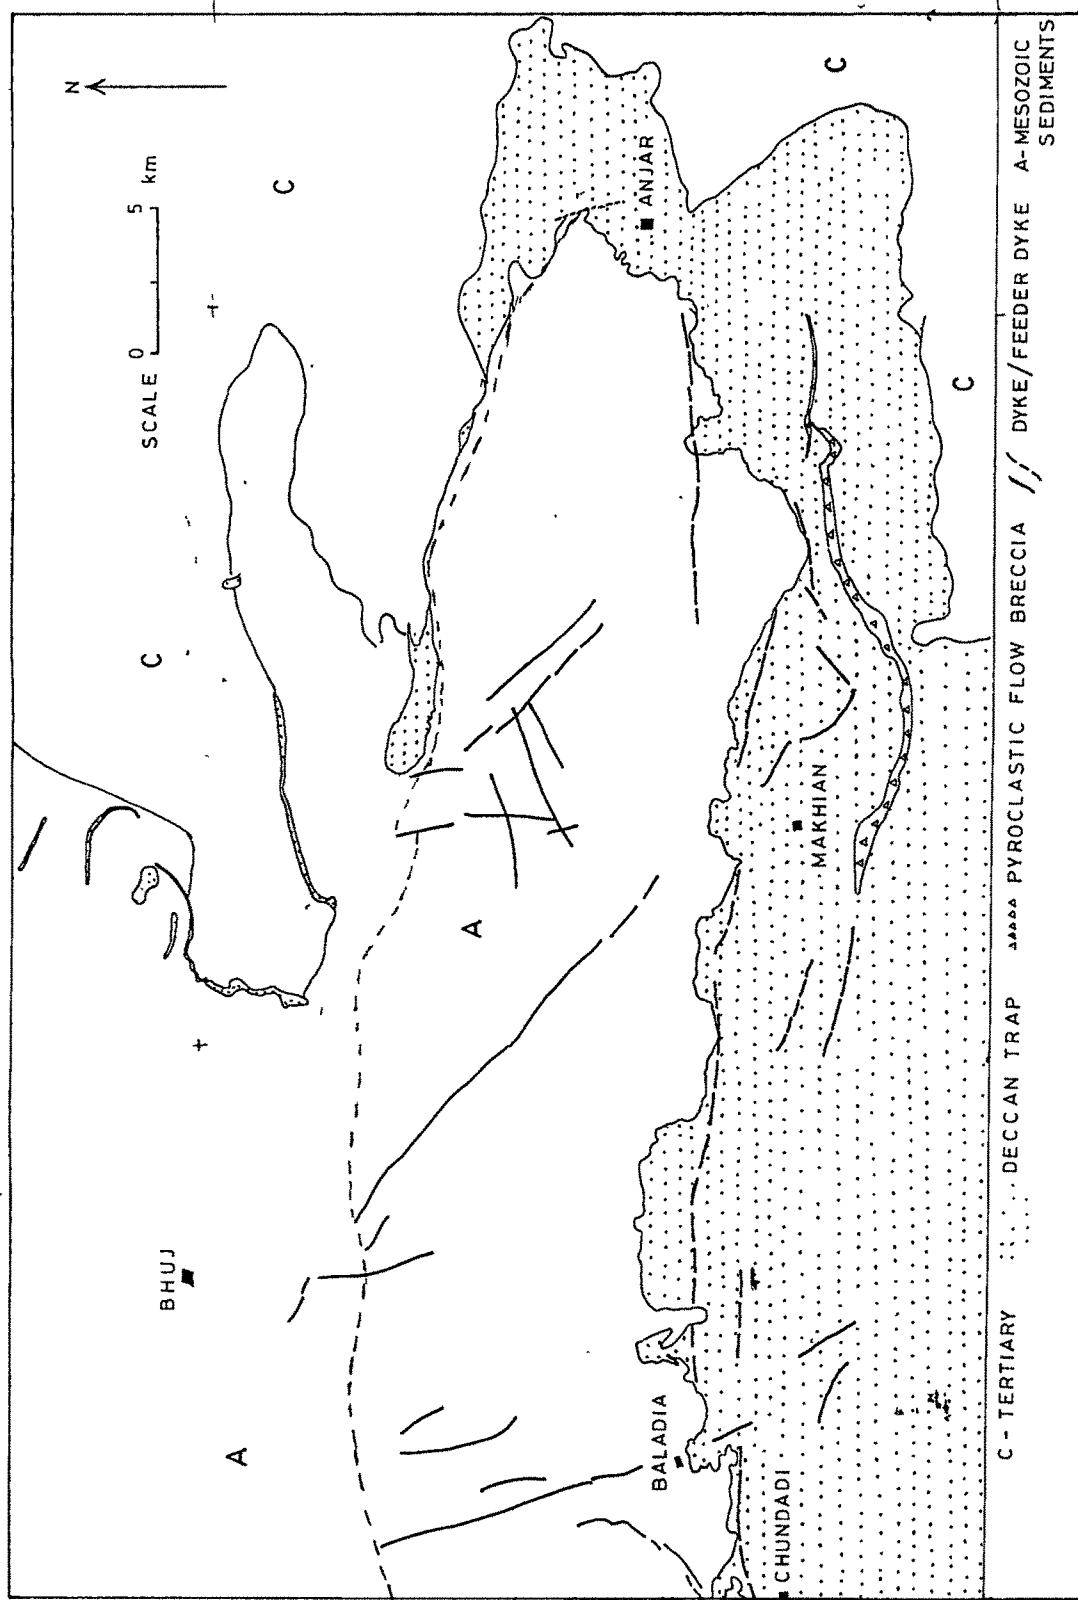 N
SCALE 0 5 km
C
C
C
C
BHUJ
ANJAR
A
A
MAKHIAN
BALADIA
CHUNDADI
C - TERTIARY
DECCAN TRAP
PYROCLASTIC FLOW BRECCIA
DYKE/FEEDER DYKE
A-MESOZOIC
SEDIMENTS